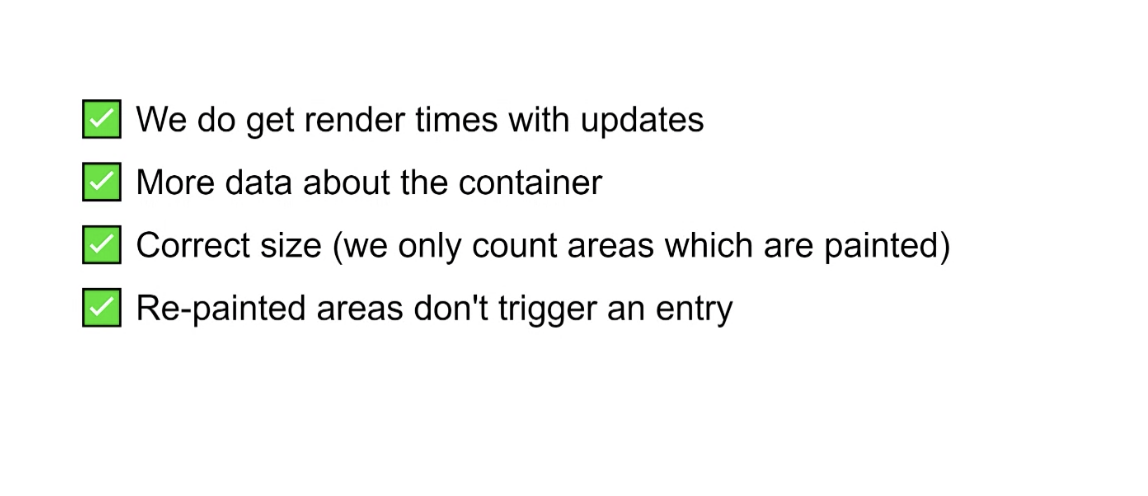 We do get render times with updates
More data about the container
Correct size (we only count areas which are painted)
Re-painted areas don't trigger an entry